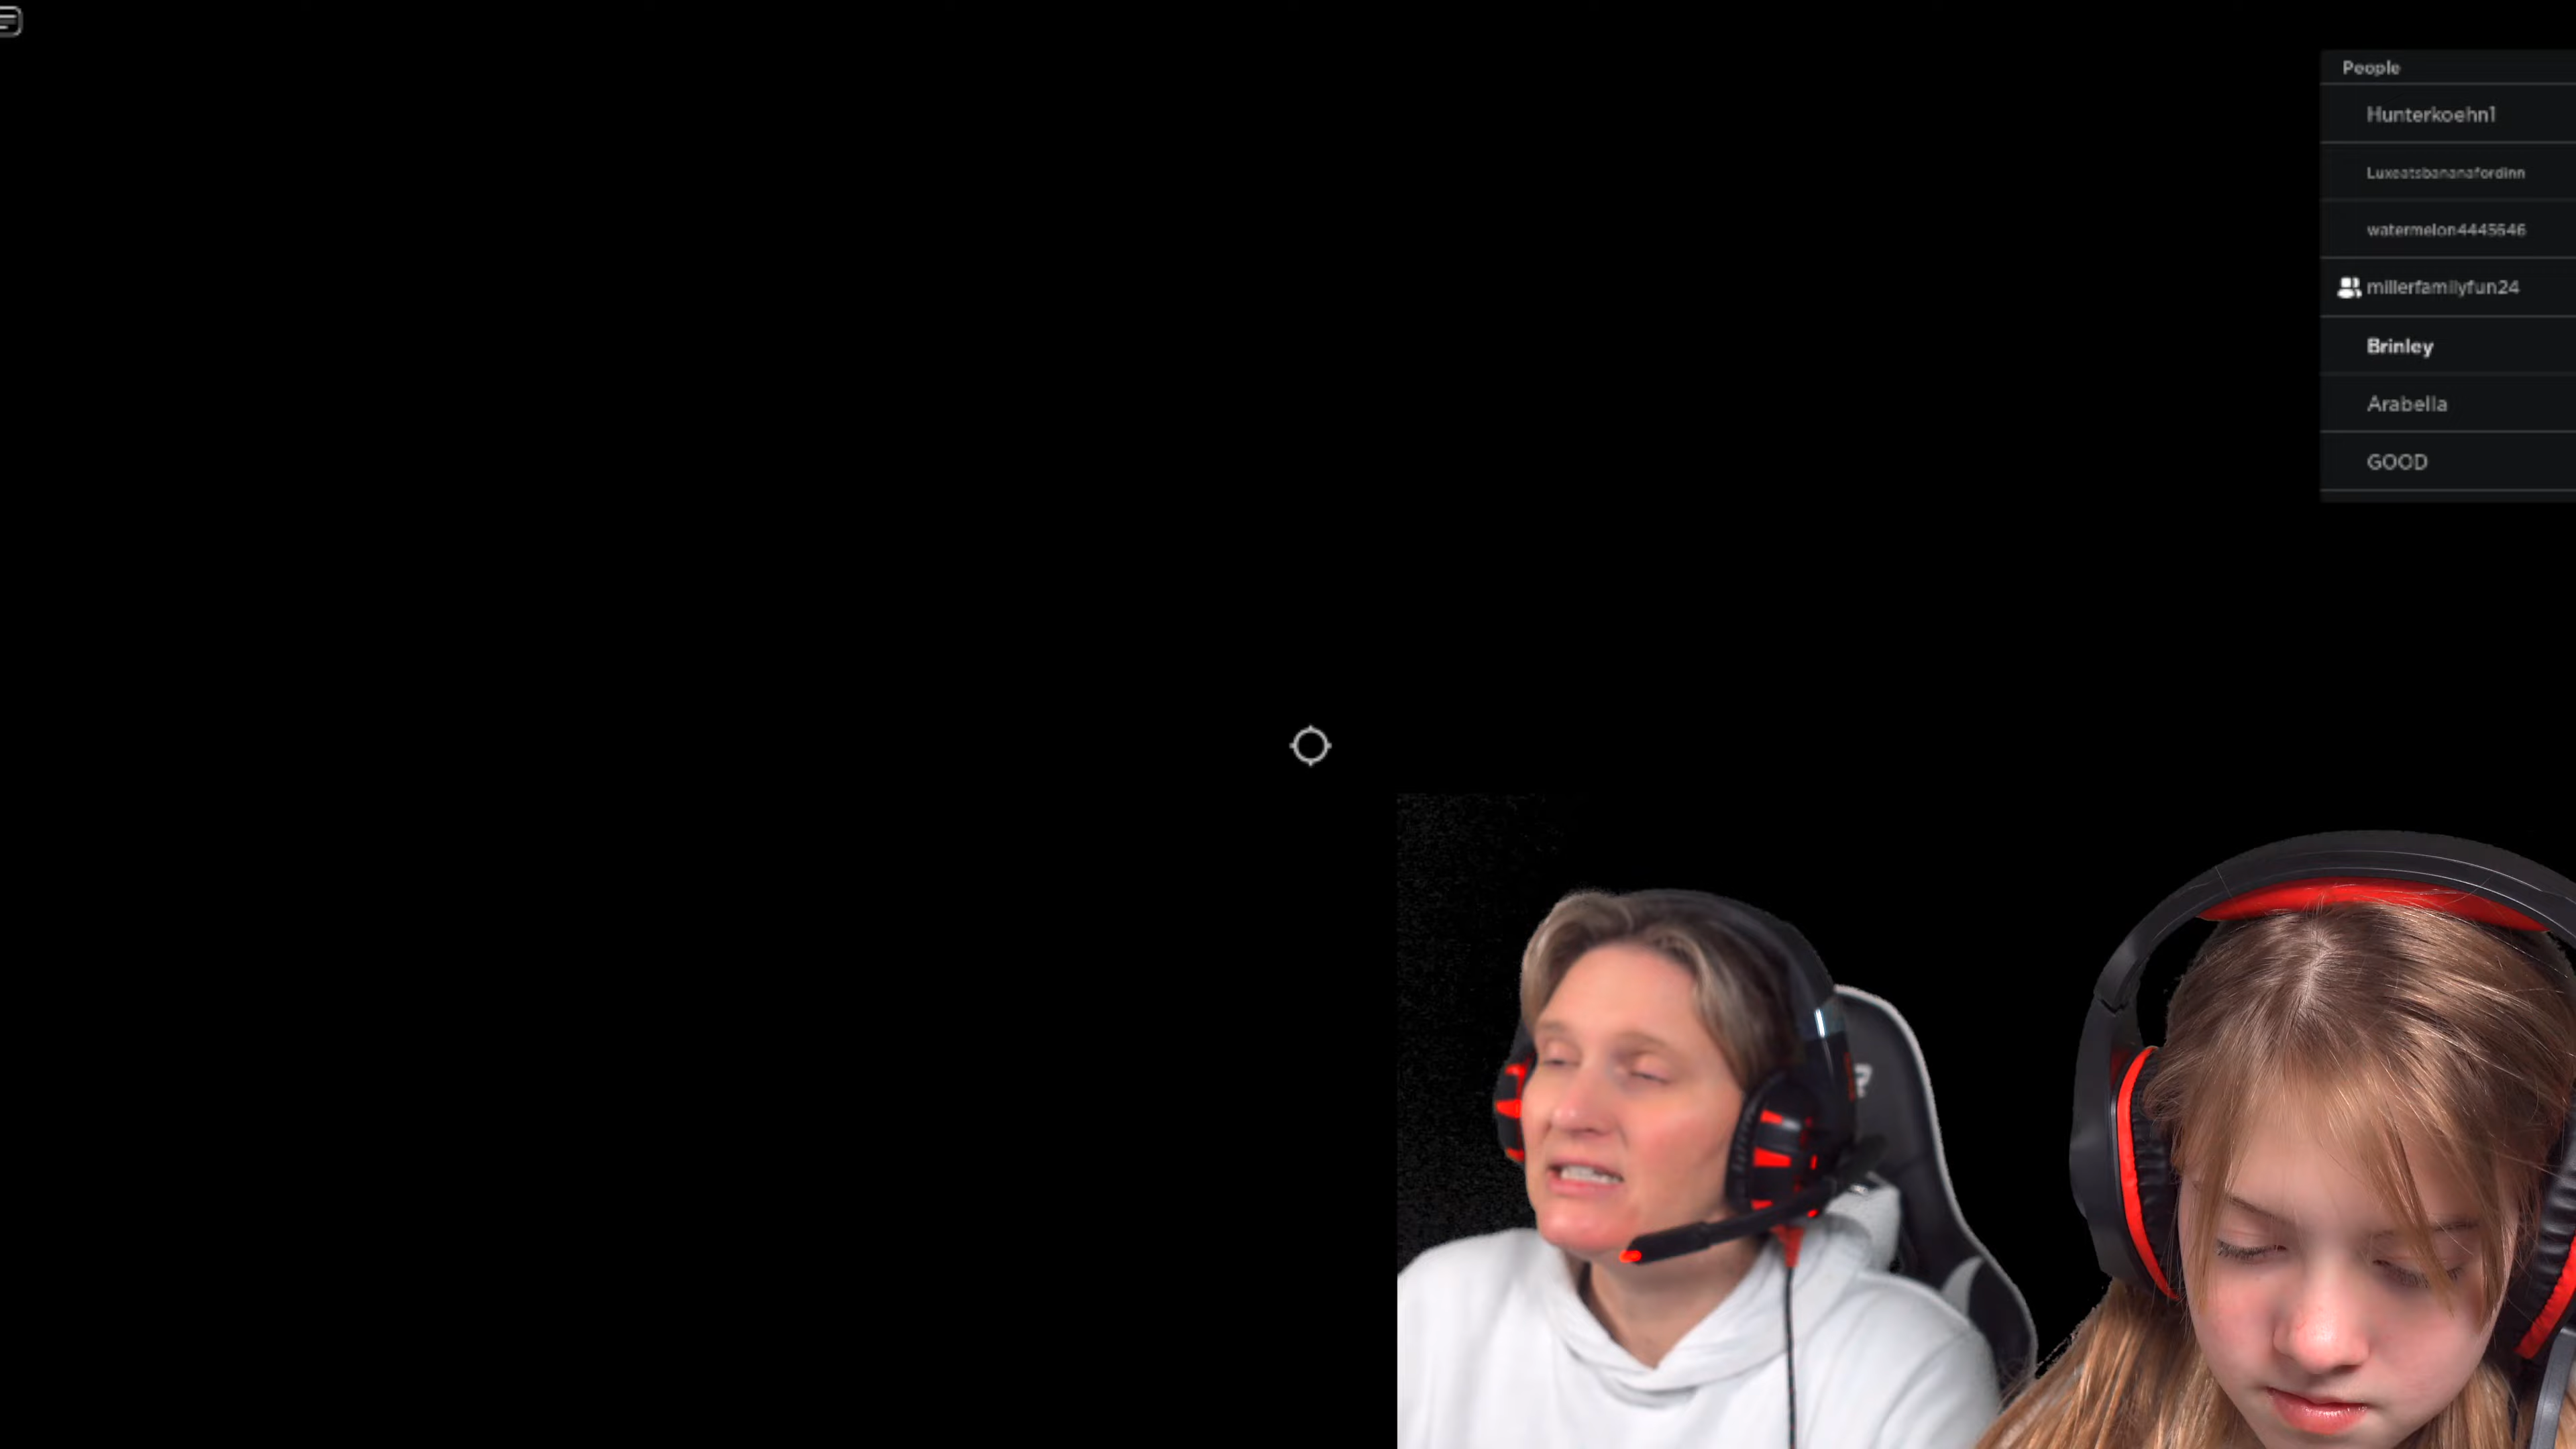 People
Hunterkoehn1
Luxeatsbananafordinn
watermelon4445646
millerfamilyfun24
Brinley
Arabella
GOOD